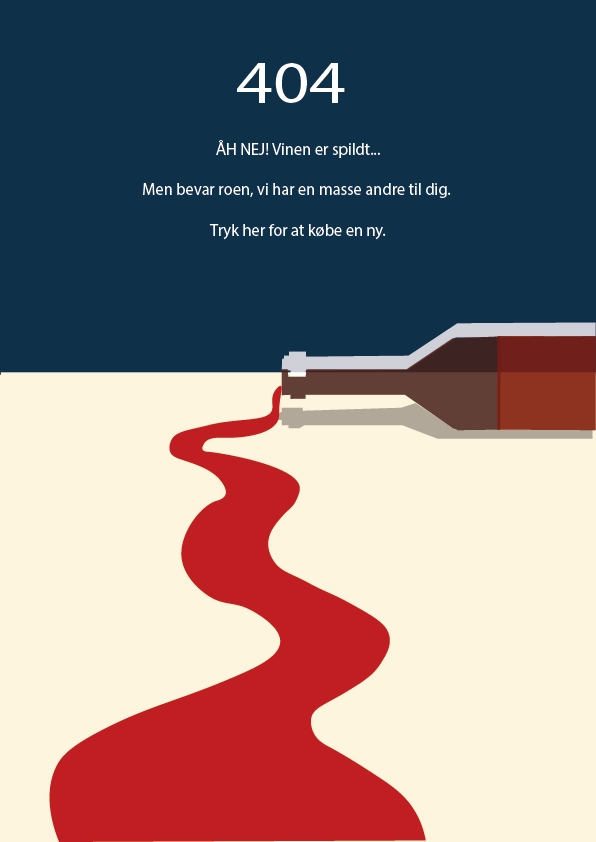 404
ÅH NEJ! Vinen er spildt...
Men bevar roen, vi har en masse andre til dig.
Tryk her for at købe en ny.